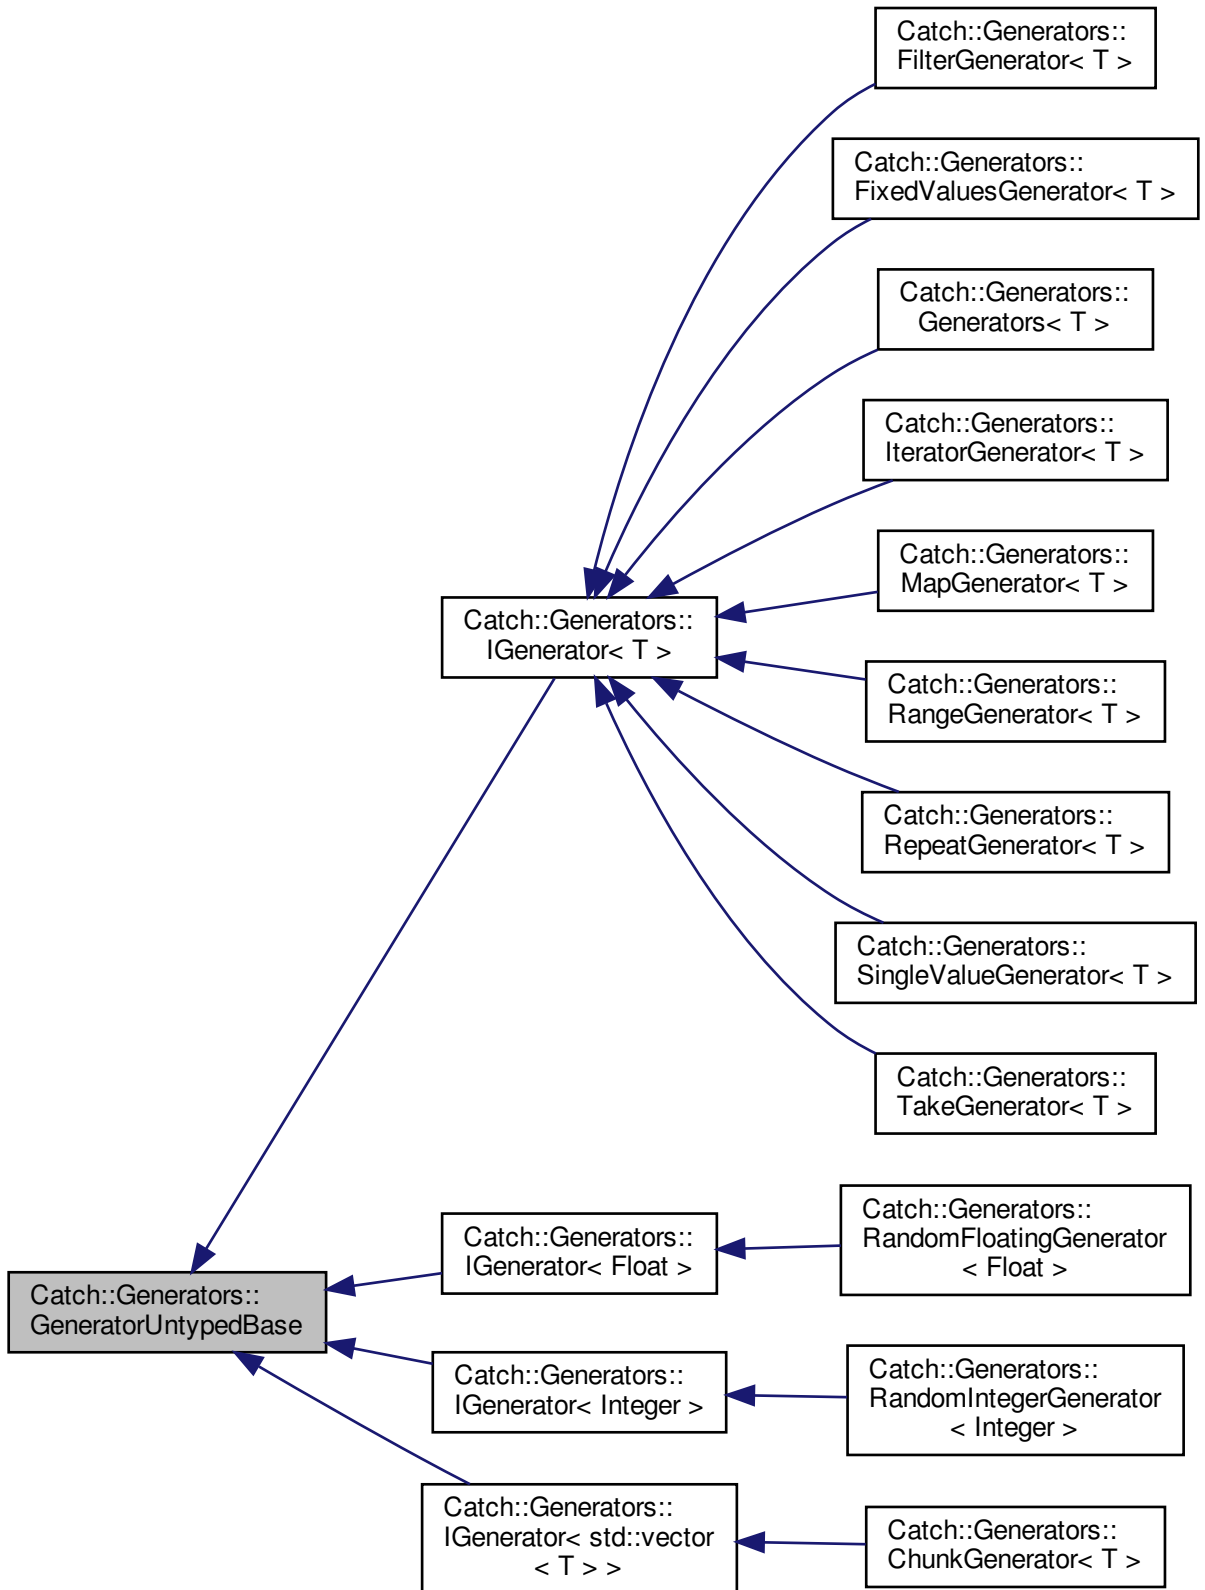 Catch::Generators::
FilterGenerator< T >
Catch::Generators::
FixedValuesGenerator< T >
Catch::Generators::
Generators< T >
Catch::Generators::
IteratorGenerator< T >
Catch::Generators::
MapGenerator< T >
Catch::Generators::
IGenerator< T >
Catch::Generators::
RangeGenerator< T >
Catch::Generators::
RepeatGenerator< T >
Catch::Generators::
SingleValueGenerator< T >
Catch::Generators::
TakeGenerator< T >
Catch::Generators::
GeneratorUntypedBase
Catch::Generators::
IGenerator< Float >
Catch::Generators::
RandomFloatingGenerator
< Float >
Catch::Generators::
IGenerator< Integer >
Catch::Generators::
RandomIntegerGenerator
< Integer >
Catch::Generators::
IGenerator< std::vector
< T > >
Catch::Generators::
ChunkGenerator< T >